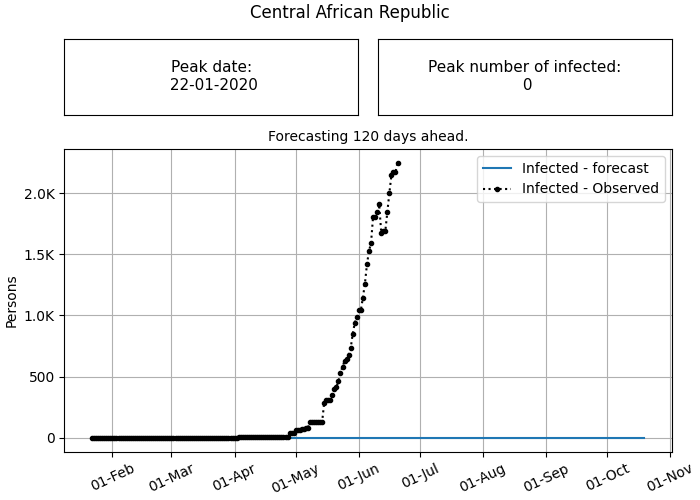 Central African Republic
Peak date:
22-01-2020
Peak number of infected:
0
Forecasting 120 days ahead.
Infected - forecast
Infected - Observed
Persons
2.0K
1.5K
1.0K
500
0
01-Feb
01-Mar
01-Apr
01-May
01-Jun
01-Jul
01-Aug
01-Sep
01-Oct
01-Nov